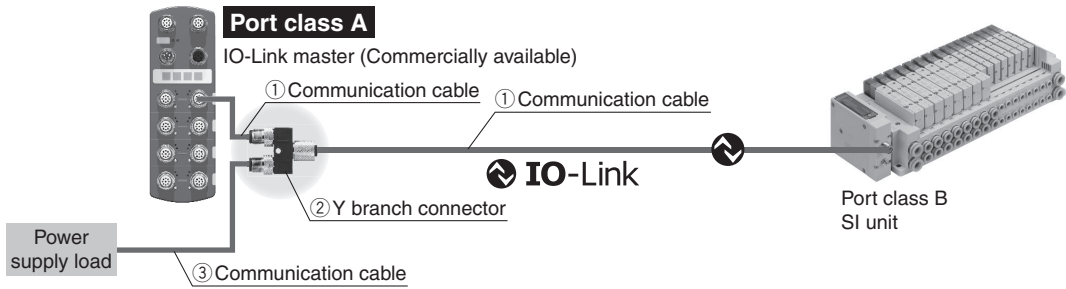 Port class A
IO-Link master (Commercially available)
①Communication cable
①Communication cable
IO-Link
②Y branch connector
Port class B
SI unit
Power
supply load
③Communication cable